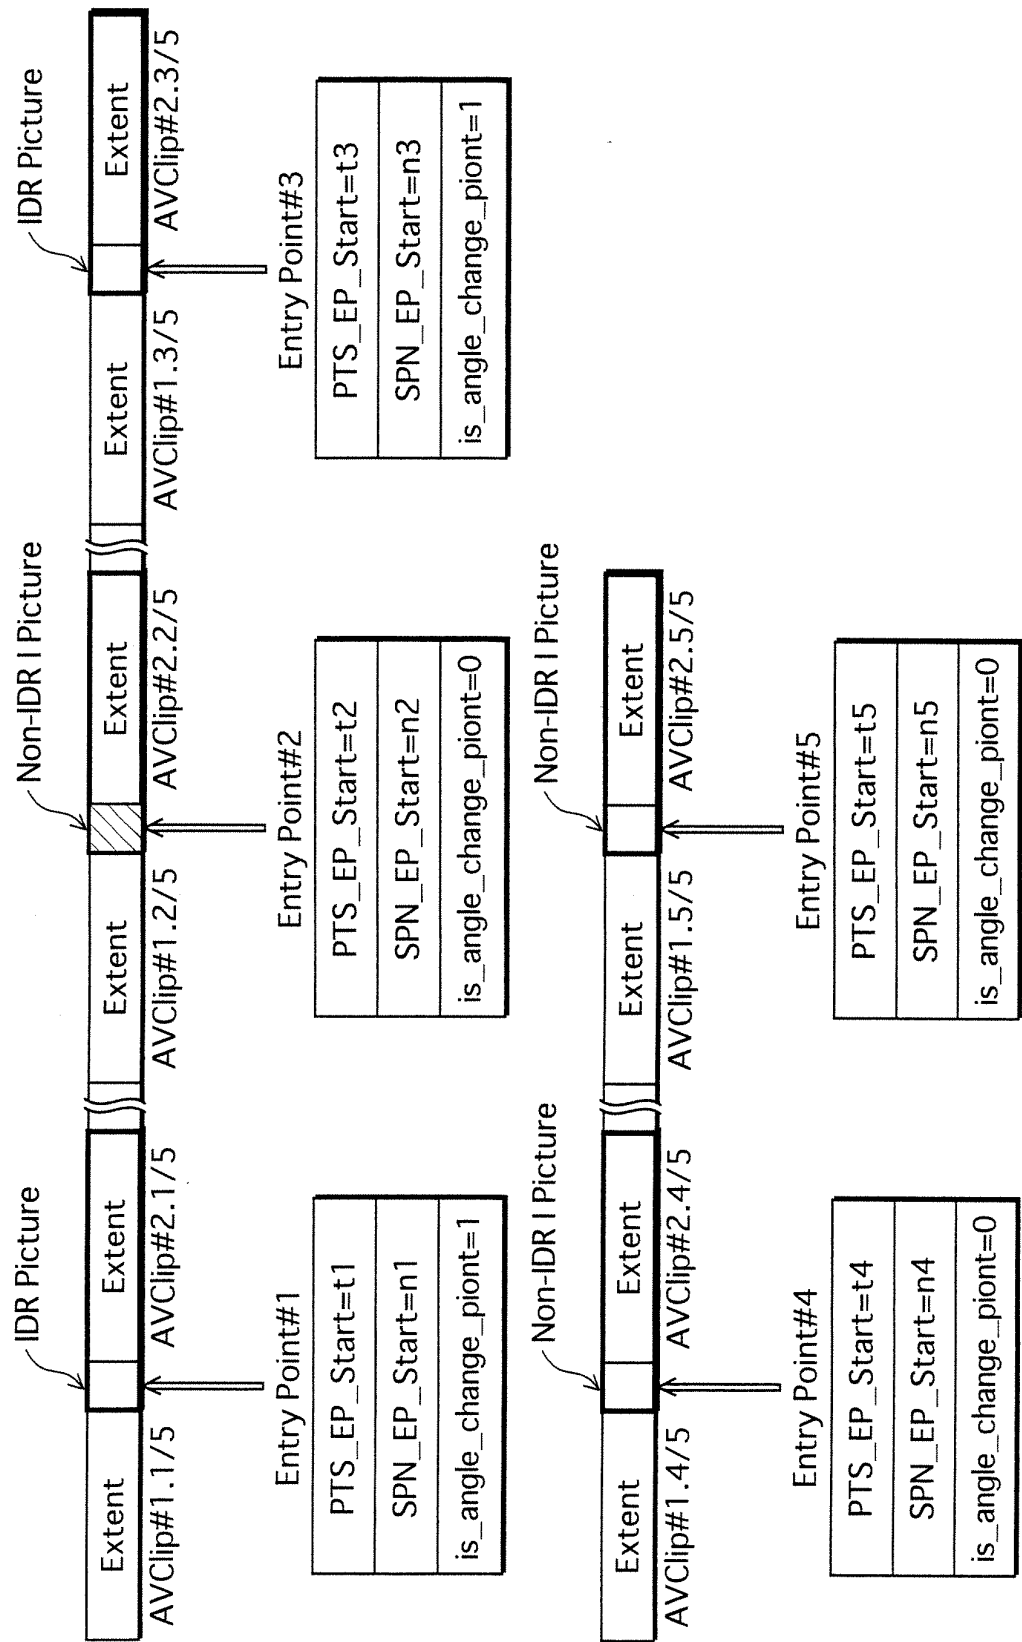 IDR Picture
Non-IDR I Picture
IDR Picture
Extent
Extent
Extent
Extent
Extent
Extent
AVClip#1.1/5
AVClip#2.1/5
AVClip#1.2/5
AVClip#2.2/5
AVClip#1.3/5
AVClip#2.3/5
Entry Point#1
PTS_EP_Start=t1
SPN_EP_Start=n1
is_angle_change_piont=1
Entry Point#2
PTS_EP_Start=t2
SPN_EP_Start=n2
is_angle_change_piont=0
Entry Point#3
PTS_EP_Start=t3
SPN_EP_Start=n3
is_angle_change_piont=1
Non-IDR I Picture
Non-IDR I Picture
Extent
Extent
Extent
Extent
AVClip#1.4/5
AVClip#2.4/5
AVClip#1.5/5
AVClip#2.5/5
Entry Point#4
PTS_EP_Start=t4
SPN_EP_Start=n4
is_angle_change_piont=0
Entry Point#5
PTS_EP_Start=t5
SPN_EP_Start=n5
is_angle_change_piont=0